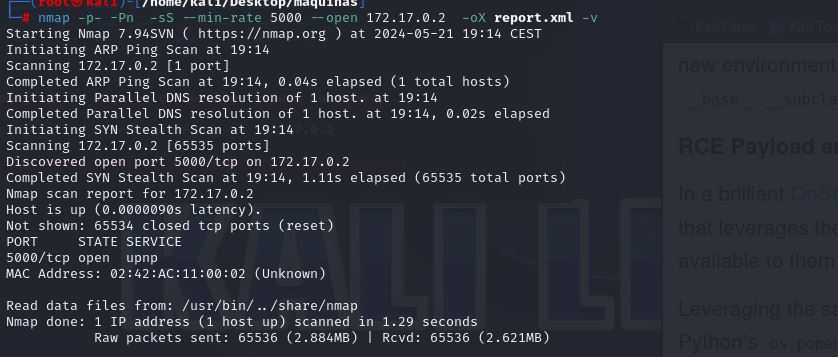 (root㉿kali)-[/home/kali/Desktop/maquinas]
# nmap -p- -Pn -sS --min-rate 5000 --open 172.17.0.2 -oX report.xml -v
Starting Nmap 7.94SVN ( https://nmap.org ) at 2024-05-21 19:14 CEST
Initiating ARP Ping Scan at 19:14
Scanning 172.17.0.2 [1 port]
Completed ARP Ping Scan at 19:14, 0.04s elapsed (1 total hosts)
Initiating Parallel DNS resolution of 1 host. at 19:14
Completed Parallel DNS resolution of 1 host. at 19:14, 0.02s elapsed
Initiating SYN Stealth Scan at 19:14
Scanning 172.17.0.2 [65535 ports]
Discovered open port 5000/tcp on 172.17.0.2
Completed SYN Stealth Scan at 19:14, 1.11s elapsed (65535 total ports)
Nmap scan report for 172.17.0.2
Host is up (0.0000090s latency).
Not shown: 65534 closed tcp ports (reset)
PORT     STATE SERVICE
5000/tcp open  upnp
MAC Address: 02:42:AC:11:00:02 (Unknown)
Read data files from: /usr/bin/../share/nmap
Nmap done: 1 IP address (1 host up) scanned in 1.29 seconds
Raw packets sent: 65536 (2.884MB) | Rcvd: 65536 (2.621MB)
KALI LI
Kali Linux Kali Too
new environment
__base__.__subcla
RCE Payload a
In a brilliant OnSe
that leverages the
available to them.
Leveraging the sa
Python's os.pope